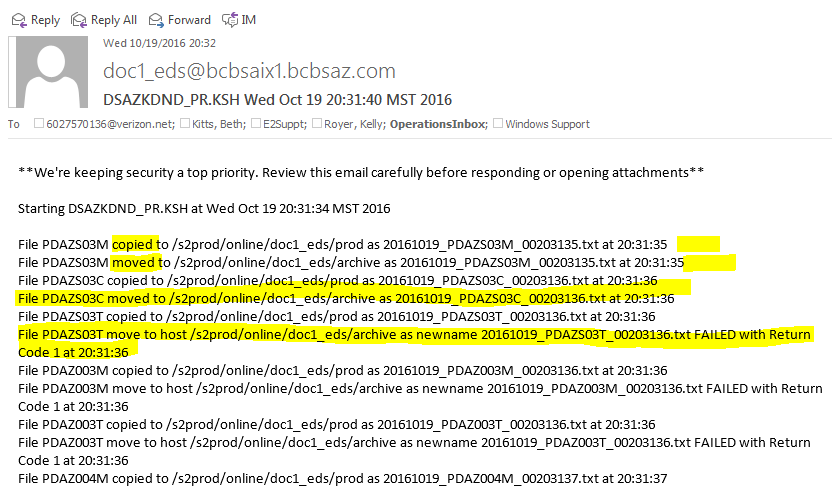 Reply Reply All Forward IM
Wed 10/19/2016 20:32
doc1_eds@bcbsaix1.bcbsaz.com
DSAZKDND_PR.KSH Wed Oct 19 20:31:40 MST 2016
To 6027570136@verizon.net; Kitts, Beth; E2Suppt; Royer, Kelly; OperationsInbox; Windows Support
**We're keeping security a top priority. Review this email carefully before responding or opening attachments**
Starting DSAZKDND_PR.KSH at Wed Oct 19 20:31:34 MST 2016
File PDAZS03M copied to /s2prod/online/doc1_eds/prod as 20161019_PDAZS03M_00203135.txt at 20:31:35
File PDAZS03M moved to /s2prod/online/doc1_eds/archive as 20161019_PDAZS03M_00203135.txt at 20:31:35
File PDAZS03C copied to /s2prod/online/doc1_eds/prod as 20161019_PDAZS03C_00203136.txt at 20:31:36
File PDAZS03C moved to /s2prod/online/doc1_eds/archive as 20161019_PDAZS03C_00203136.txt at 20:31:36
File PDAZS03T copied to /s2prod/online/doc1_eds/prod as 20161019_PDAZS03T_00203136.txt at 20:31:36
File PDAZS03T move to host /s2prod/online/doc1_eds/archive as newname 20161019_PDAZS03T_00203136.txt FAILED with Return
Code 1 at 20:31:36
File PDAZ003M copied to /s2prod/online/doc1_eds/prod as 20161019_PDAZ003M_00203136.txt at 20:31:36
File PDAZ003M move to host /s2prod/online/doc1_eds/archive as newname 20161019_PDAZ003M_00203136.txt FAILED with Return
Code 1 at 20:31:36
File PDAZ003T copied to /s2prod/online/doc1_eds/prod as 20161019_PDAZ003T_00203136.txt at 20:31:36
File PDAZ003T move to host /s2prod/online/doc1_eds/archive as newname 20161019_PDAZ003T_00203136.txt FAILED with Return
Code 1 at 20:31:36
File PDAZ004M copied to /s2prod/online/doc1_eds/prod as 20161019_PDAZ004M_00203137.txt at 20:31:37